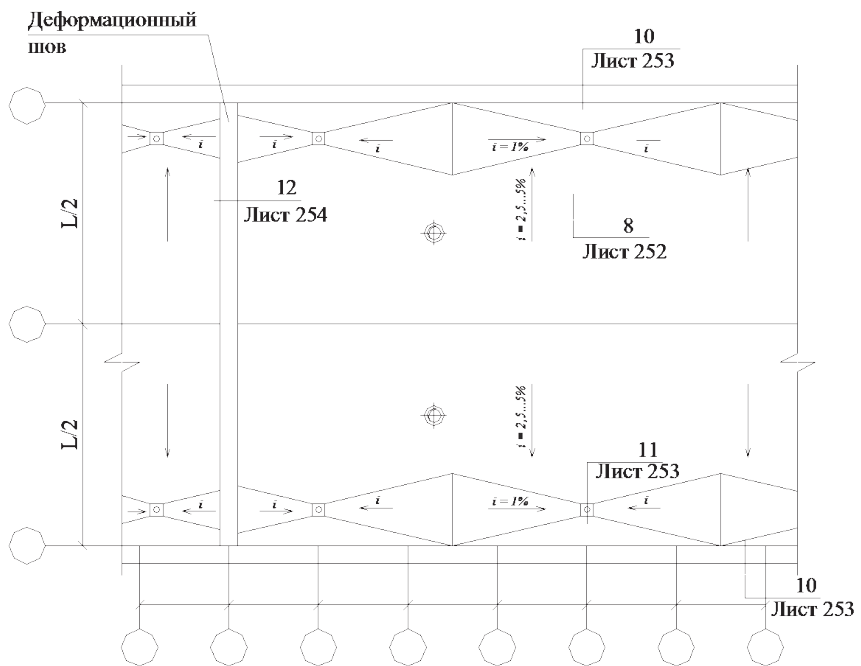 Деформационный
шов
10
Лист 253
i
i
i
i = 1%
i
12
Лист 254
L/2
i = 2,5...5%
8
Лист 252
L/2
i = 2,5...5%
11
Лист 253
i
i
i
i = 1%
i
10
Лист 253